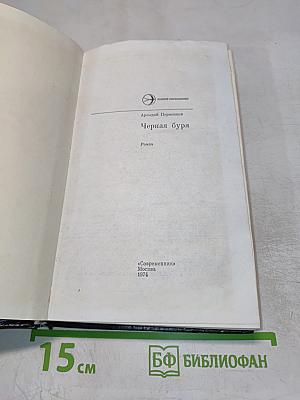 Аркадий Первенцев
Черная буря
Роман
«Современник»
Москва
1974
15 см
БФ БИБЛИОФАН